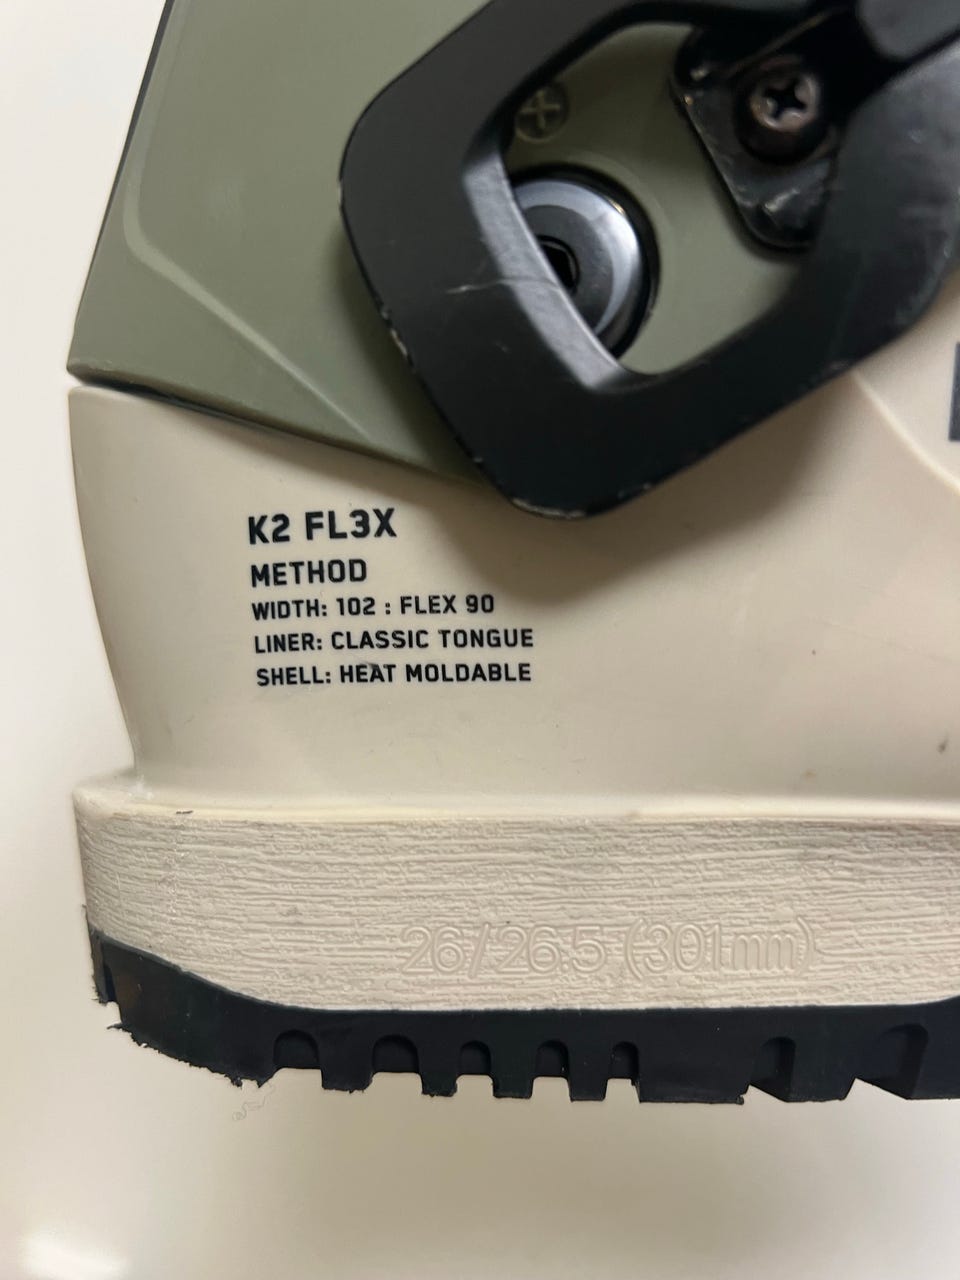 K2 FL3X
METHOD
WIDTH: 102 : FLEX 90
LINER: CLASSIC TONGUE
SHELL: HEAT MOLDABLE
26/26.5 (301mm)